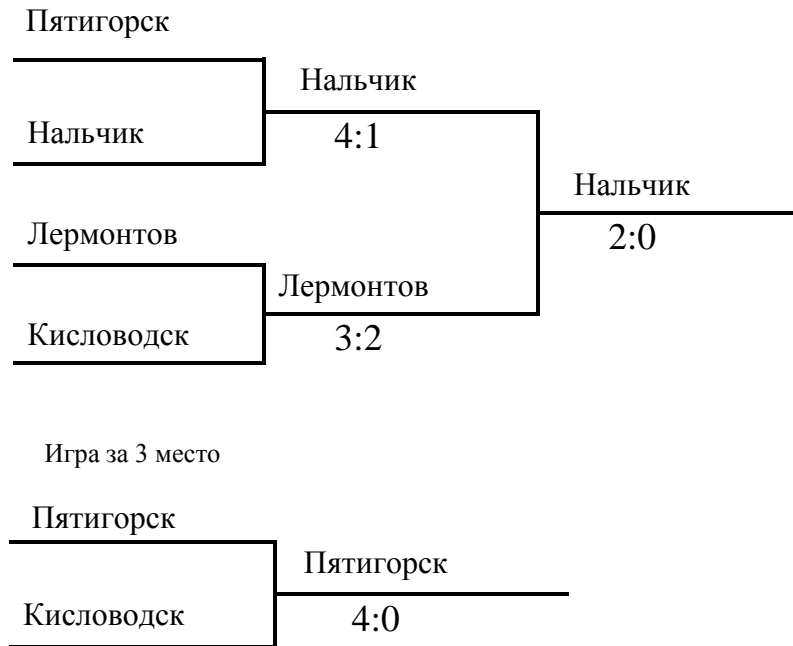 Пятигорск
Нальчик
Нальчик
4:1
Нальчик
Лермонтов
2:0
Лермонтов
Кисловодск
3:2
Игра за 3 место
Пятигорск
Пятигорск
Кисловодск
4:0